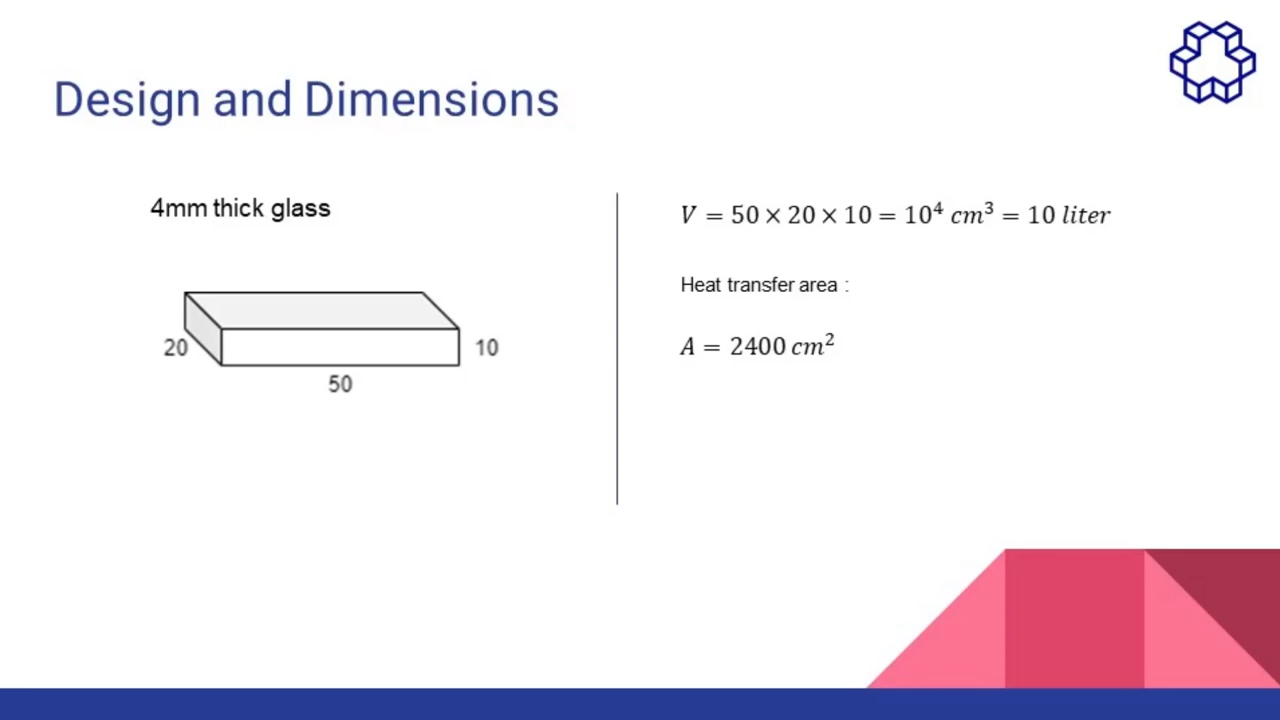 Design and Dimensions
4mm thick glass
20
10
50
V = 50 × 20 × 10 = 10⁴ cm³ = 10 liter
Heat transfer area :
A = 2400 cm²